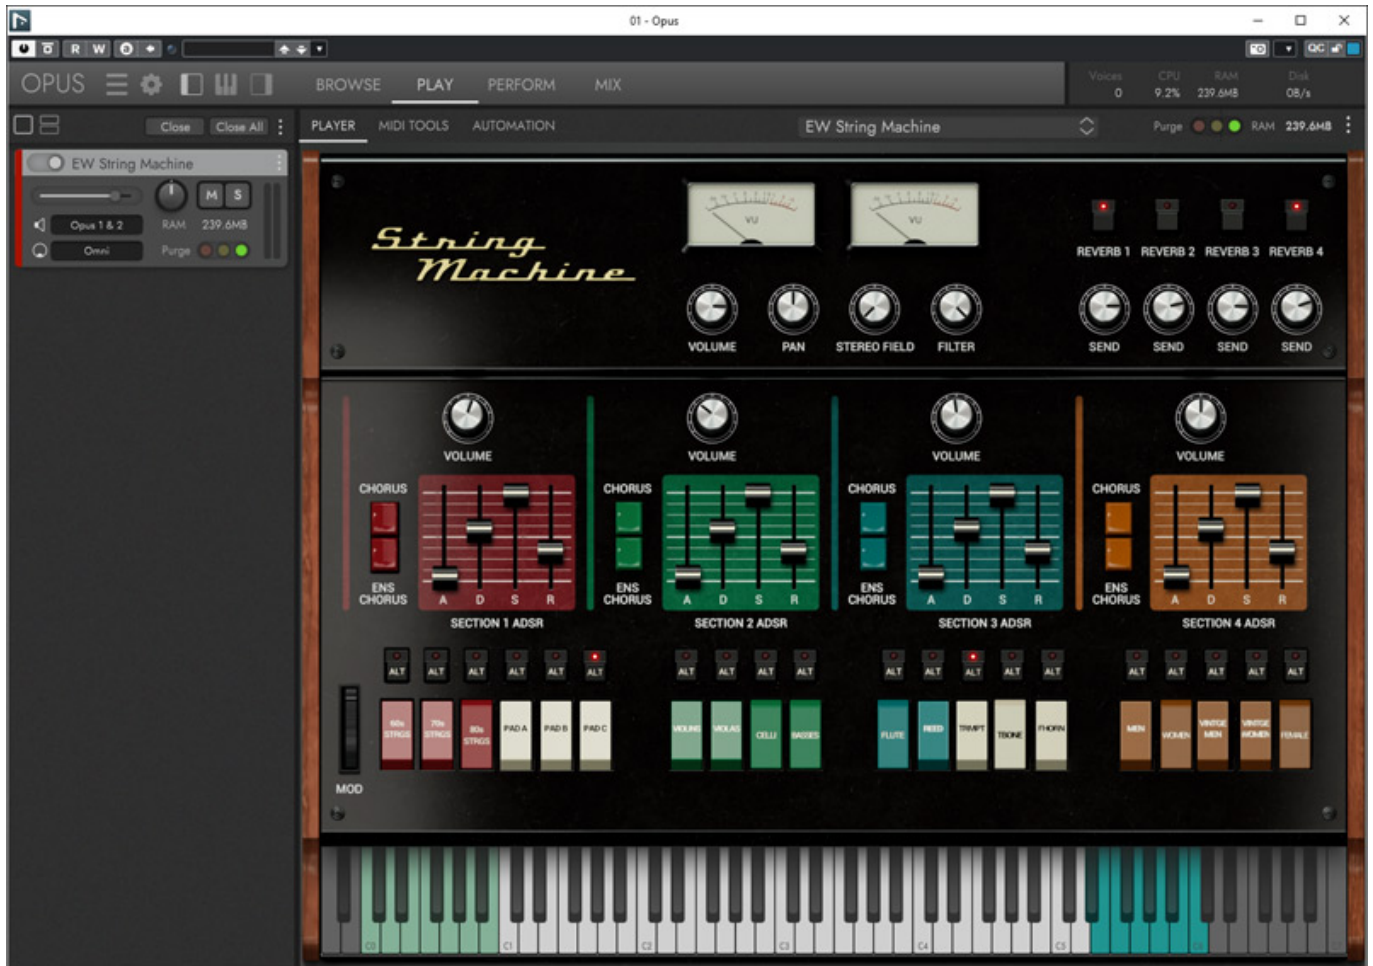 01 - Opus
R W QC
OPUS BROWSE PLAY PERFORM MIX Voices 0 CPU 9.2% RAM 239.6MB Disk 0B/s
Close Close All PLAYER MIDI TOOLS AUTOMATION EW String Machine Purge RAM 239.6MB
EW String Machine
M S
Opus 1 & 2 RAM 239.6MB
Omni Purge
String
Machine
VU VU
REVERB 1 REVERB 2 REVERB 3 REVERB 4
VOLUME PAN STEREO FIELD FILTER SEND SEND SEND SEND
VOLUME VOLUME VOLUME VOLUME
CHORUS CHORUS CHORUS CHORUS
ENS CHORUS ENS CHORUS ENS CHORUS ENS CHORUS
A D S R A D S R A D S R A D S R
SECTION 1 ADSR SECTION 2 ADSR SECTION 3 ADSR SECTION 4 ADSR
ALT ALT ALT ALT ALT ALT ALT ALT ALT ALT ALT ALT ALT ALT ALT ALT ALT ALT ALT ALT
60s STRGS 70s STRGS 80s STRGS PAD A PAD B PAD C VIOLINS VIOLAS CELLI BASSES FLUTE REED TRMPT TBONE FHORN MEN WOMEN VINTGE MEN VINTGE WOMEN FEMALE
MOD
C0 C1 C2 C3 C4 C5 C6